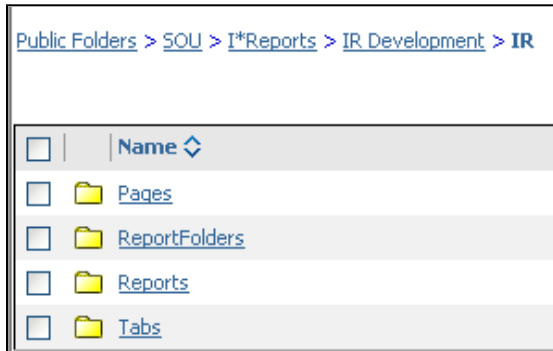 Public Folders > SOU > I*Reports > IR Development > IR
Name
Pages
ReportFolders
Reports
Tabs